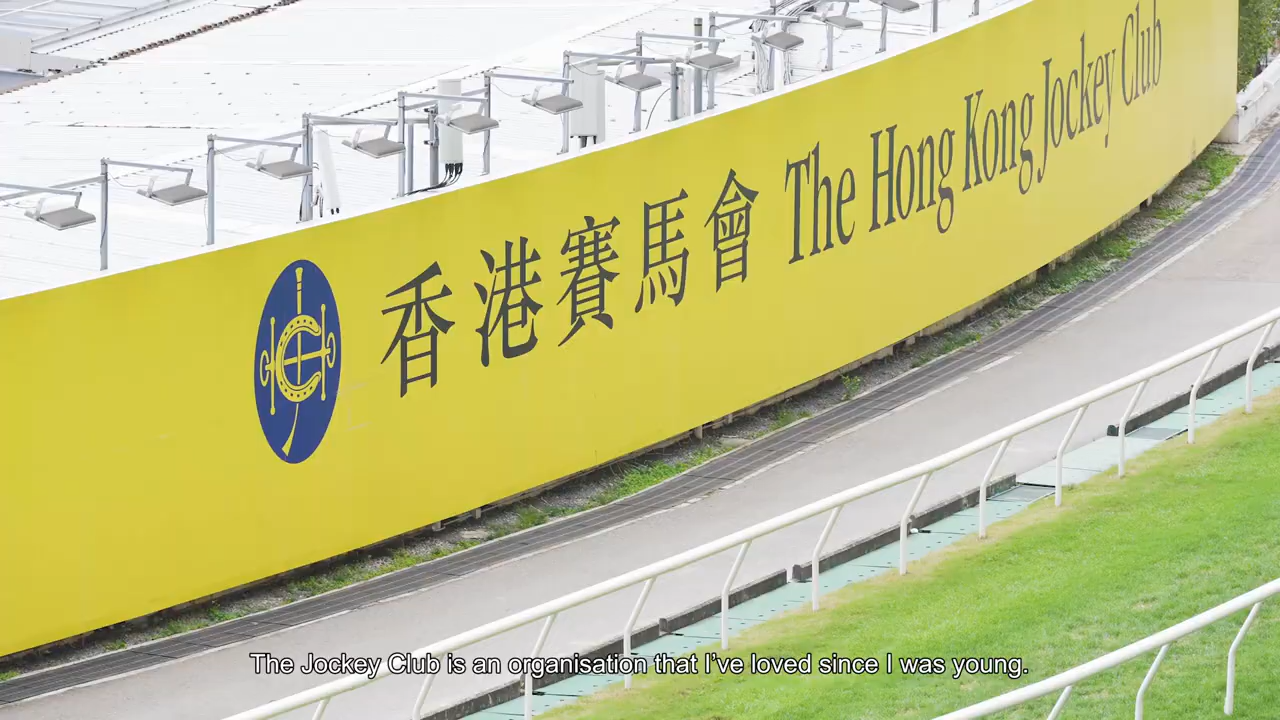 香港賽馬會 The Hong Kong Jockey Club
The Jockey Club is an organisation that I've loved since I was young.